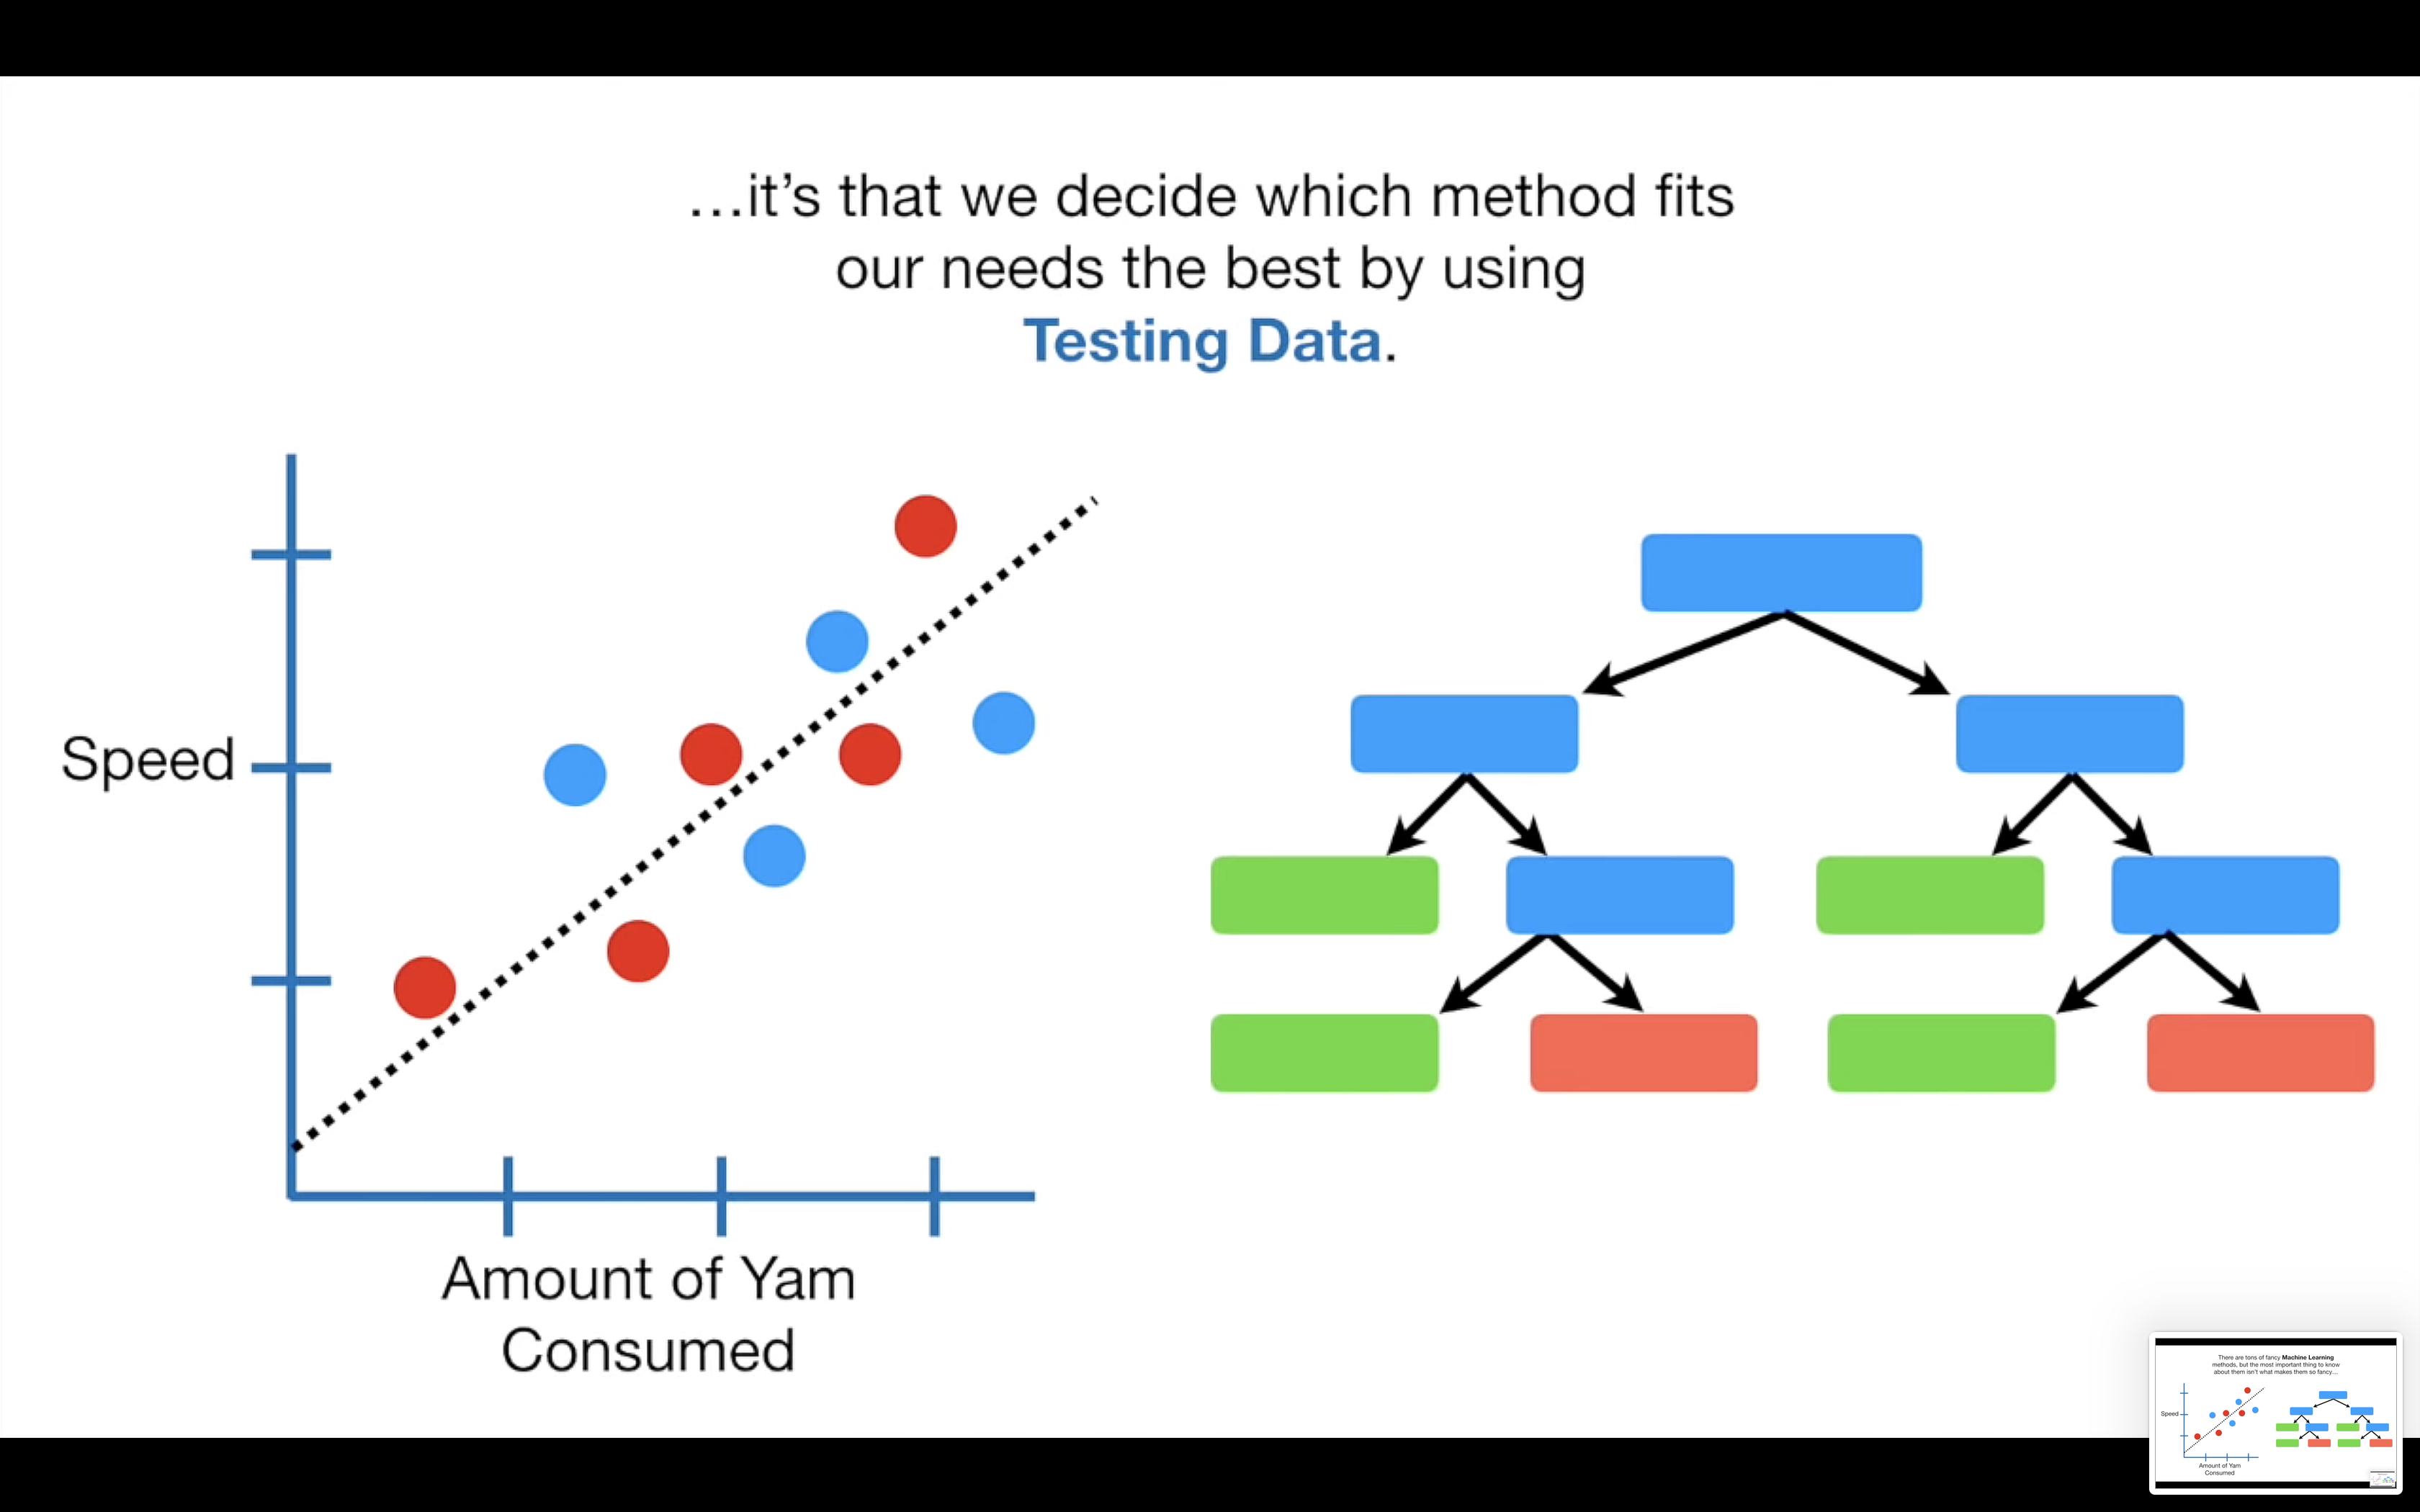 …it's that we decide which method fits
our needs the best by using
Testing Data.
Speed
Amount of Yam
Consumed
There are tons of fancy Machine Learning
methods, but the most important thing to know
about them isn't what makes them so fancy…
Speed
Amount of Yam
Consumed